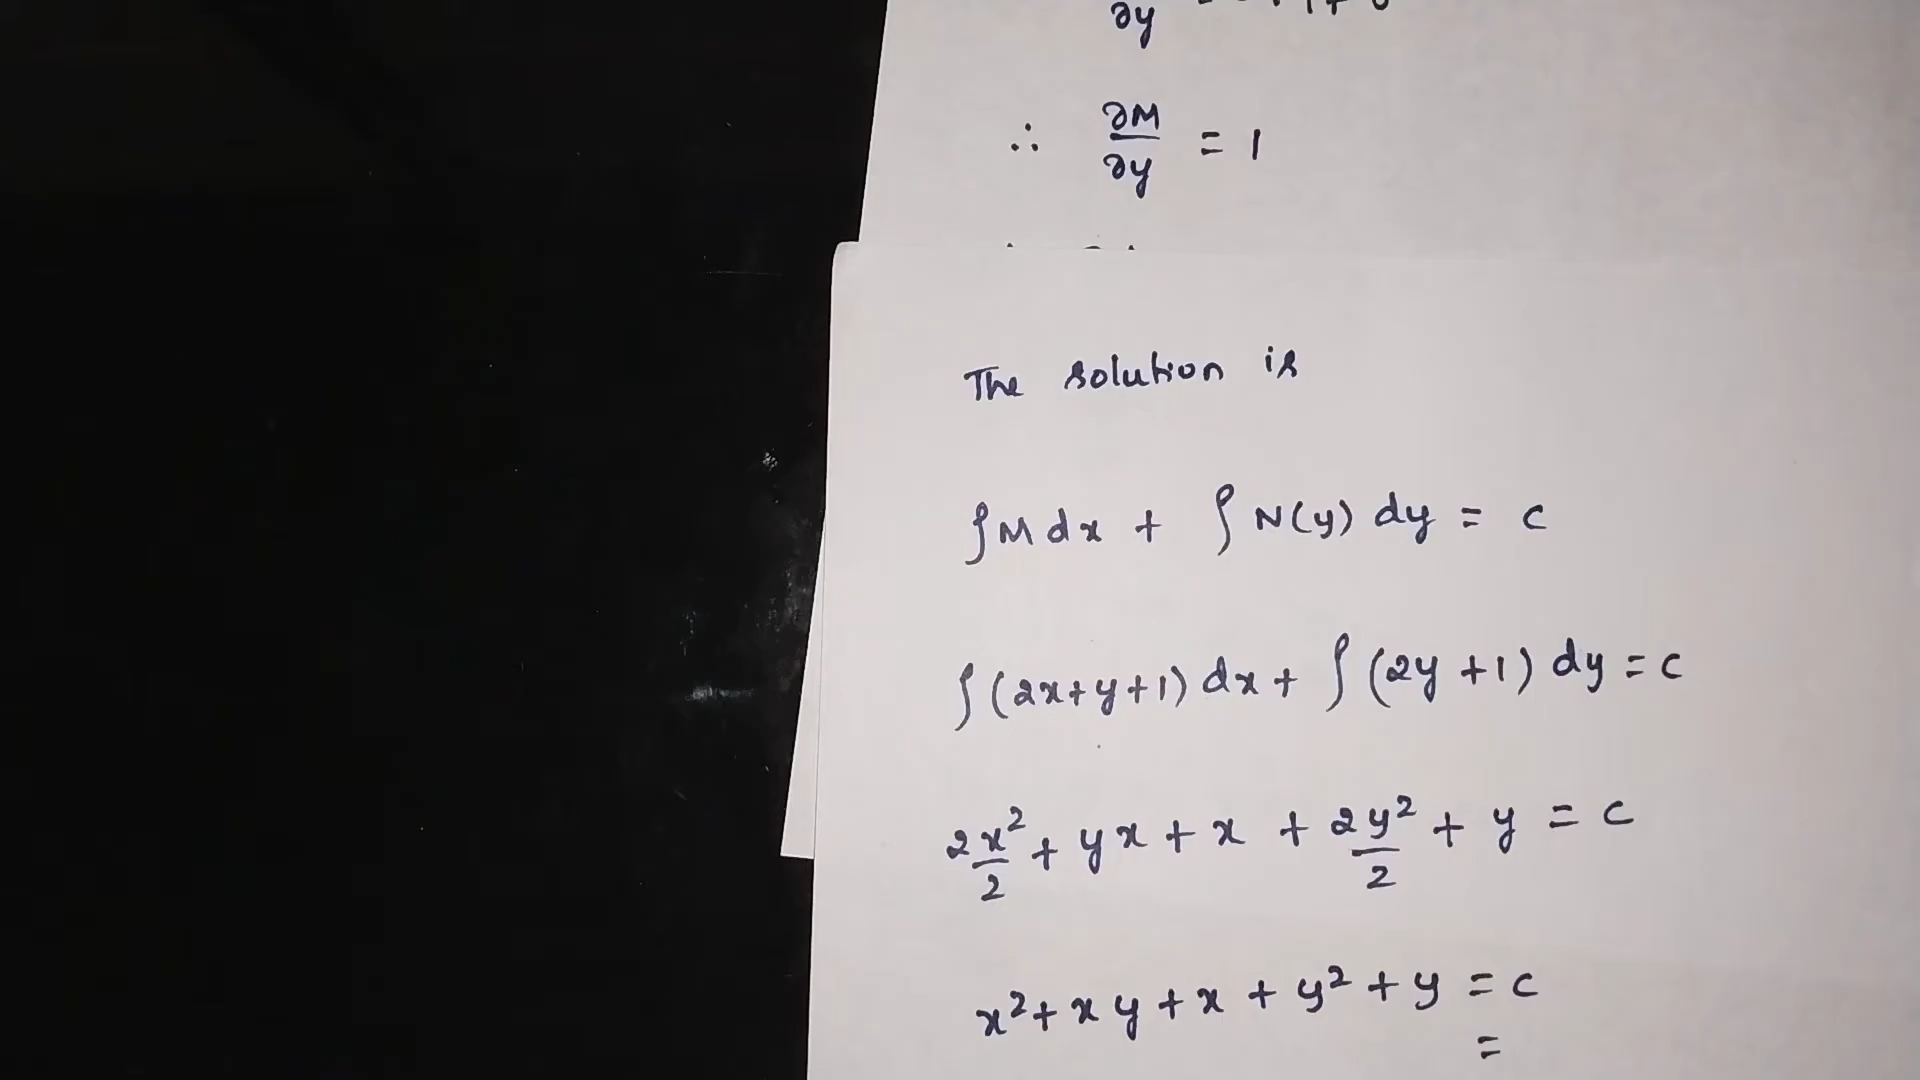 ∂y
∴ ∂M/∂y = 1
The solution is
∫M dx + ∫ N(y) dy = c
∫(2x+y+1) dx + ∫(2y +1) dy = c
2x²/2 + yx + x + 2y²/2 + y = c
x² + xy + x + y² + y = c
=